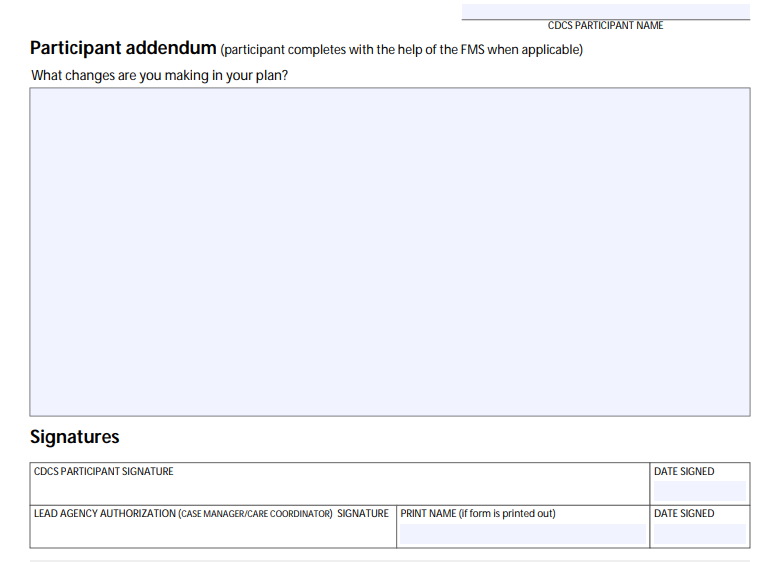 CDCS PARTICIPANT NAME
Participant addendum (participant completes with the help of the FMS when applicable)
What changes are you making in your plan?
Signatures
CDCS PARTICIPANT SIGNATURE DATE SIGNED
LEAD AGENCY AUTHORIZATION (CASE MANAGER/CARE COORDINATOR) SIGNATURE PRINT NAME (if form is printed out) DATE SIGNED